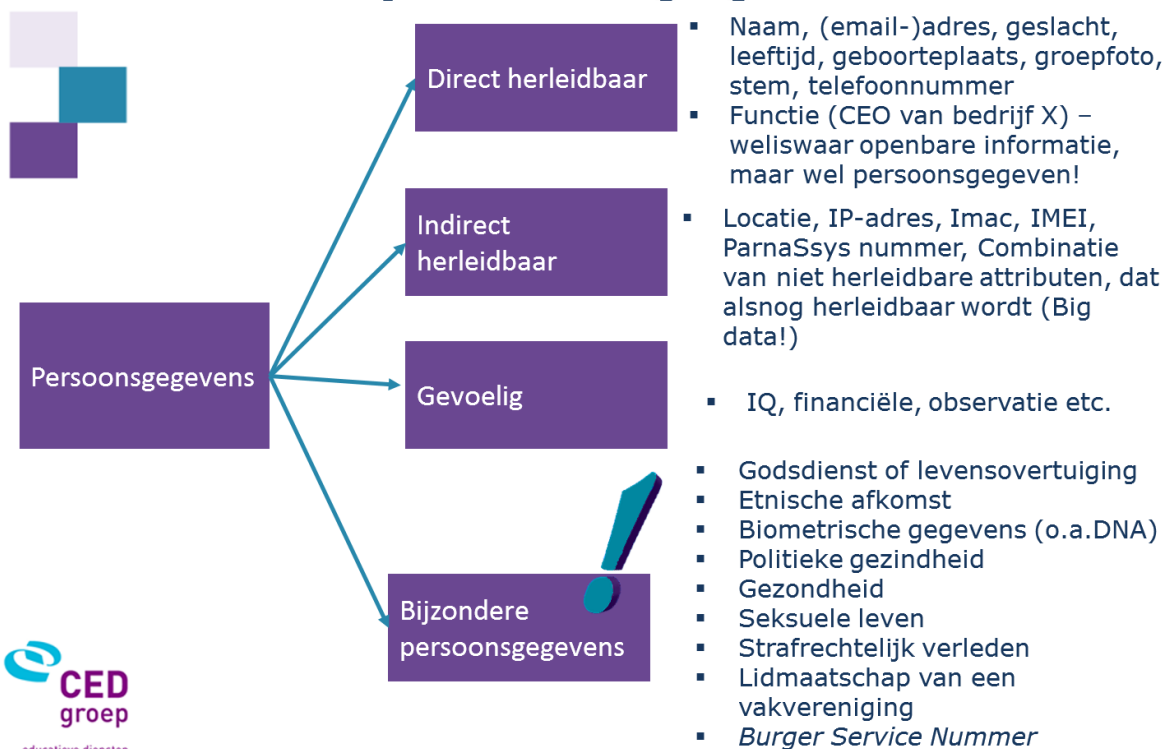 Direct herleidbaar
▪ Naam, (email-)adres, geslacht,
leeftijd, geboorteplaats, groepfoto,
stem, telefoonnummer
▪ Functie (CEO van bedrijf X) –
weliswaar openbare informatie,
maar wel persoonsgegeven!
Indirect
herleidbaar
▪ Locatie, IP-adres, Imac, IMEI,
ParnaSsys nummer, Combinatie
van niet herleidbare attributen, dat
alsnog herleidbaar wordt (Big
data!)
Persoonsgegevens
Gevoelig
▪ IQ, financiële, observatie etc.
Bijzondere
persoonsgegevens
▪ Godsdienst of levensovertuiging
▪ Etnische afkomst
▪ Biometrische gegevens (o.a.DNA)
▪ Politieke gezindheid
▪ Gezondheid
▪ Seksuele leven
▪ Strafrechtelijk verleden
▪ Lidmaatschap van een
vakvereniging
▪ Burger Service Nummer
CED
groep